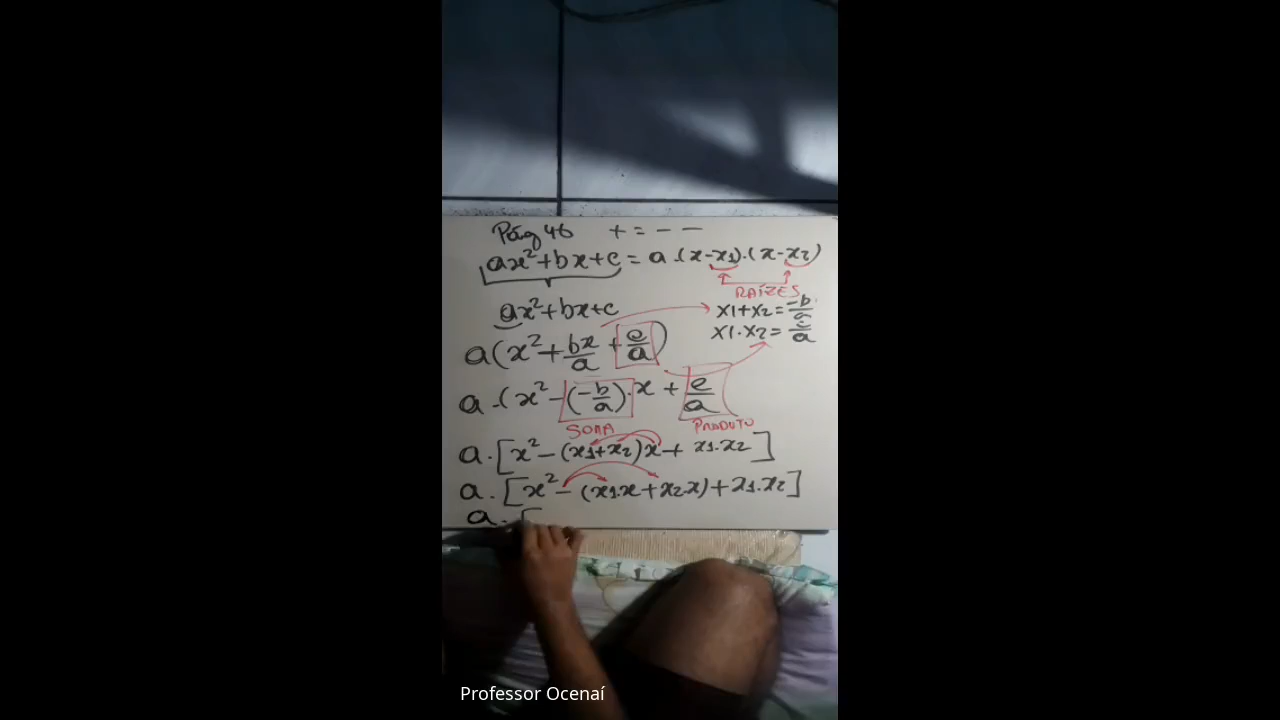 Pág 46 + = - -
ax²+bx+c = a.(x-x1).(x-x2)
RAÍZES
ax²+bx+c
x1+x2 = -b/a
x1.x2 = c/a
a(x²+bx/a+c/a)
a.(x²-(-b/a).x+c/a
SOMA PRODUTO
a.[x²-(x1+x2)x+x1.x2]
a.[x²-(x1.x+x2.x)+x1.x2]
a.[
Professor Ocenaí